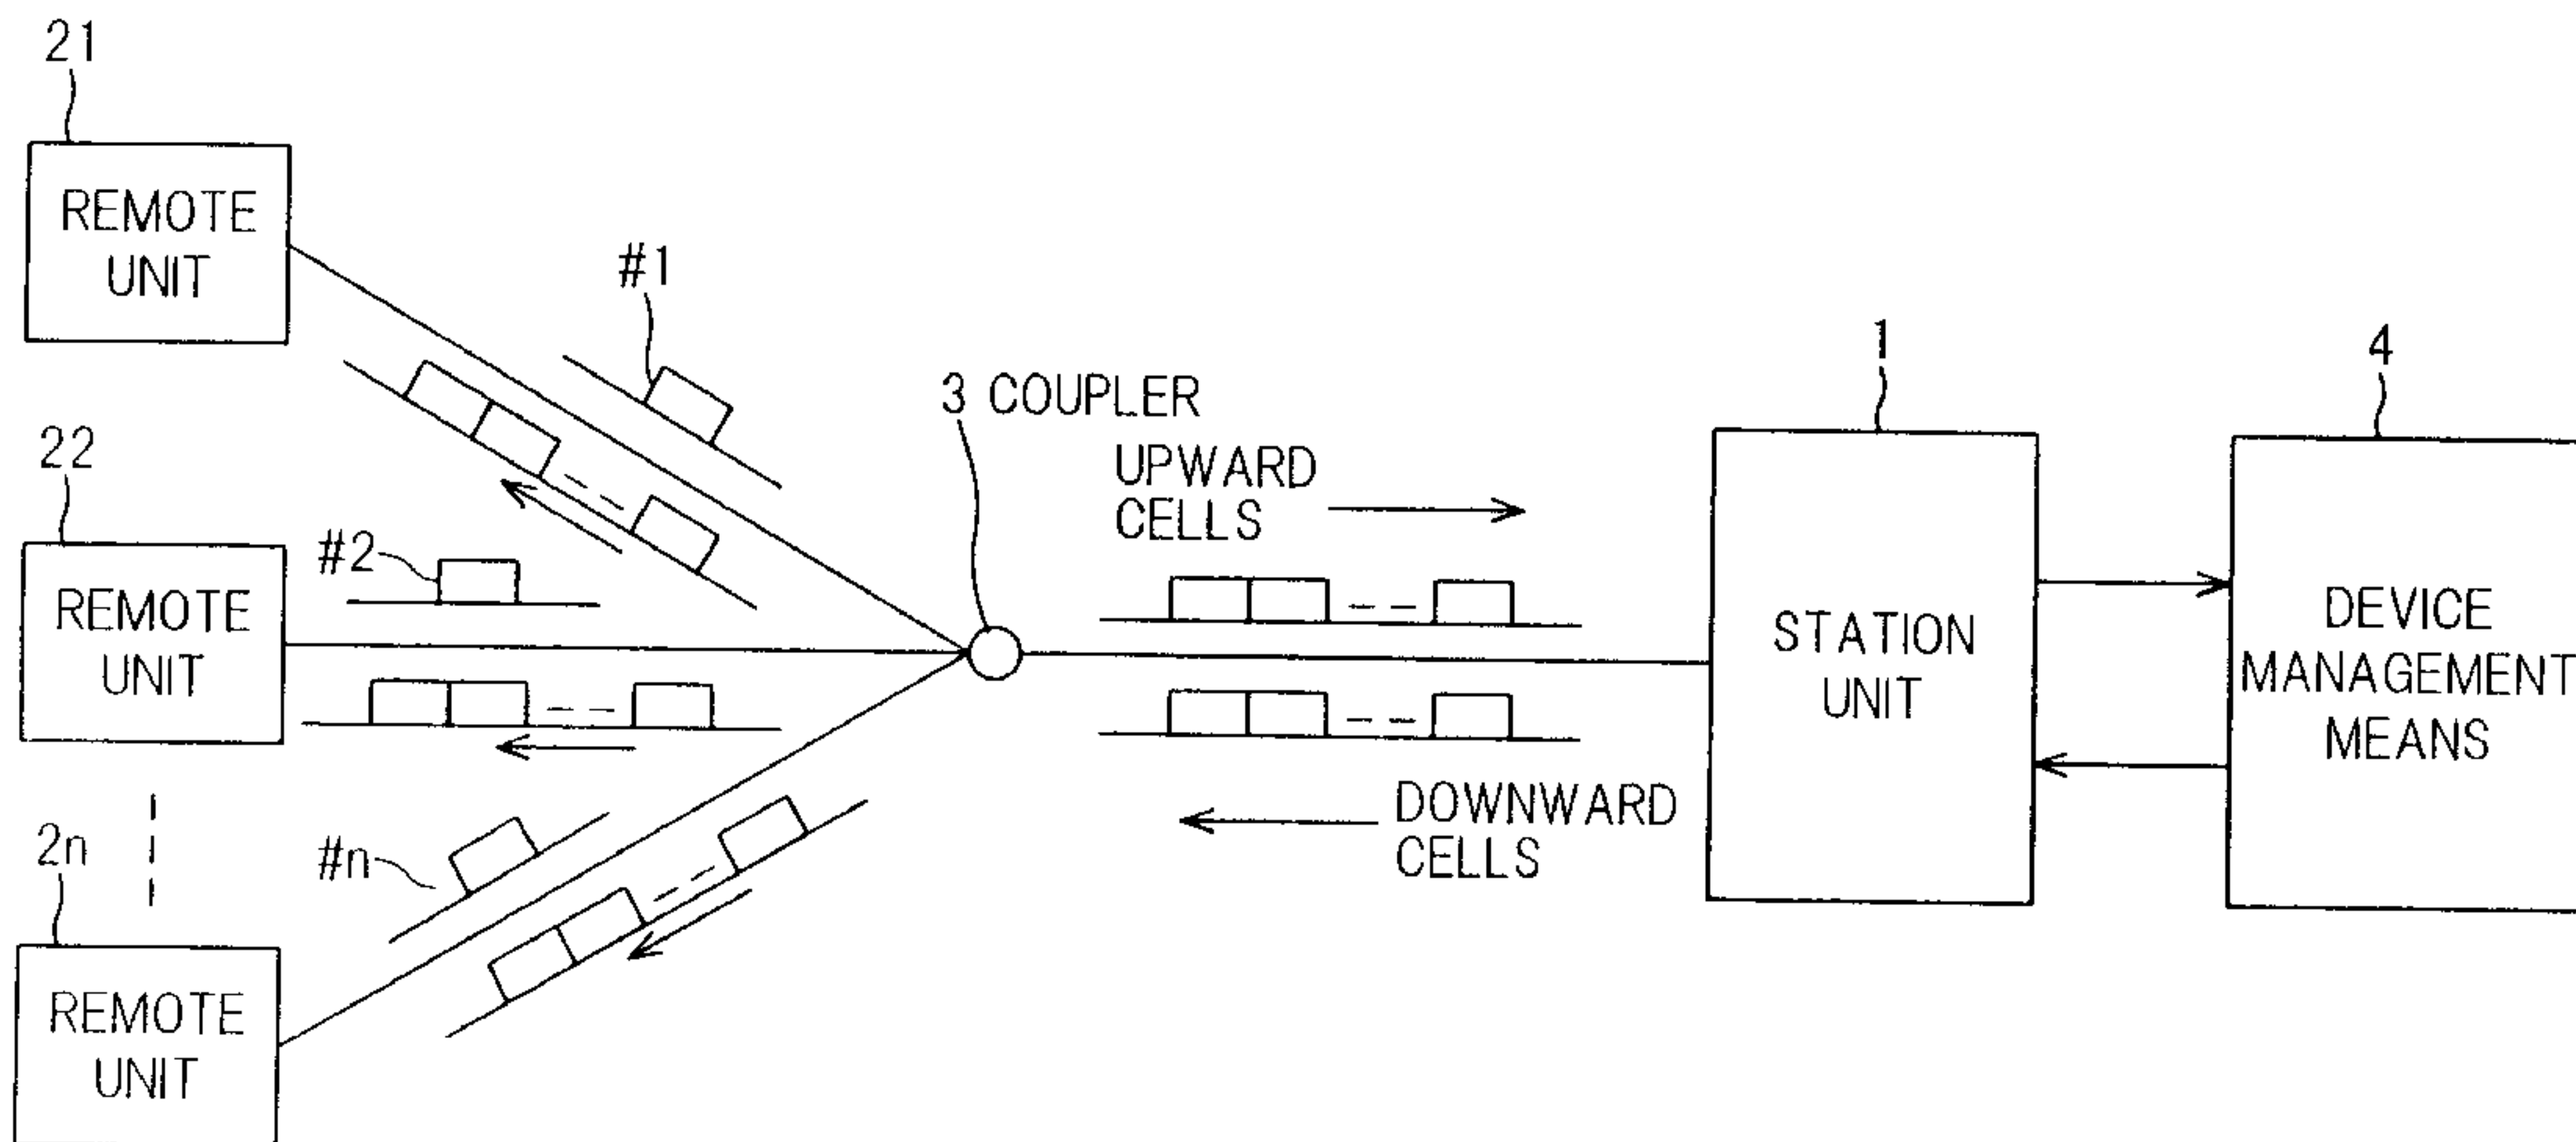 21
REMOTE
UNIT
#1
22
REMOTE
UNIT
#2
2n
#n
REMOTE
UNIT
3 COUPLER
UPWARD
CELLS
DOWNWARD
CELLS
1
STATION
UNIT
4
DEVICE
MANAGEMENT
MEANS